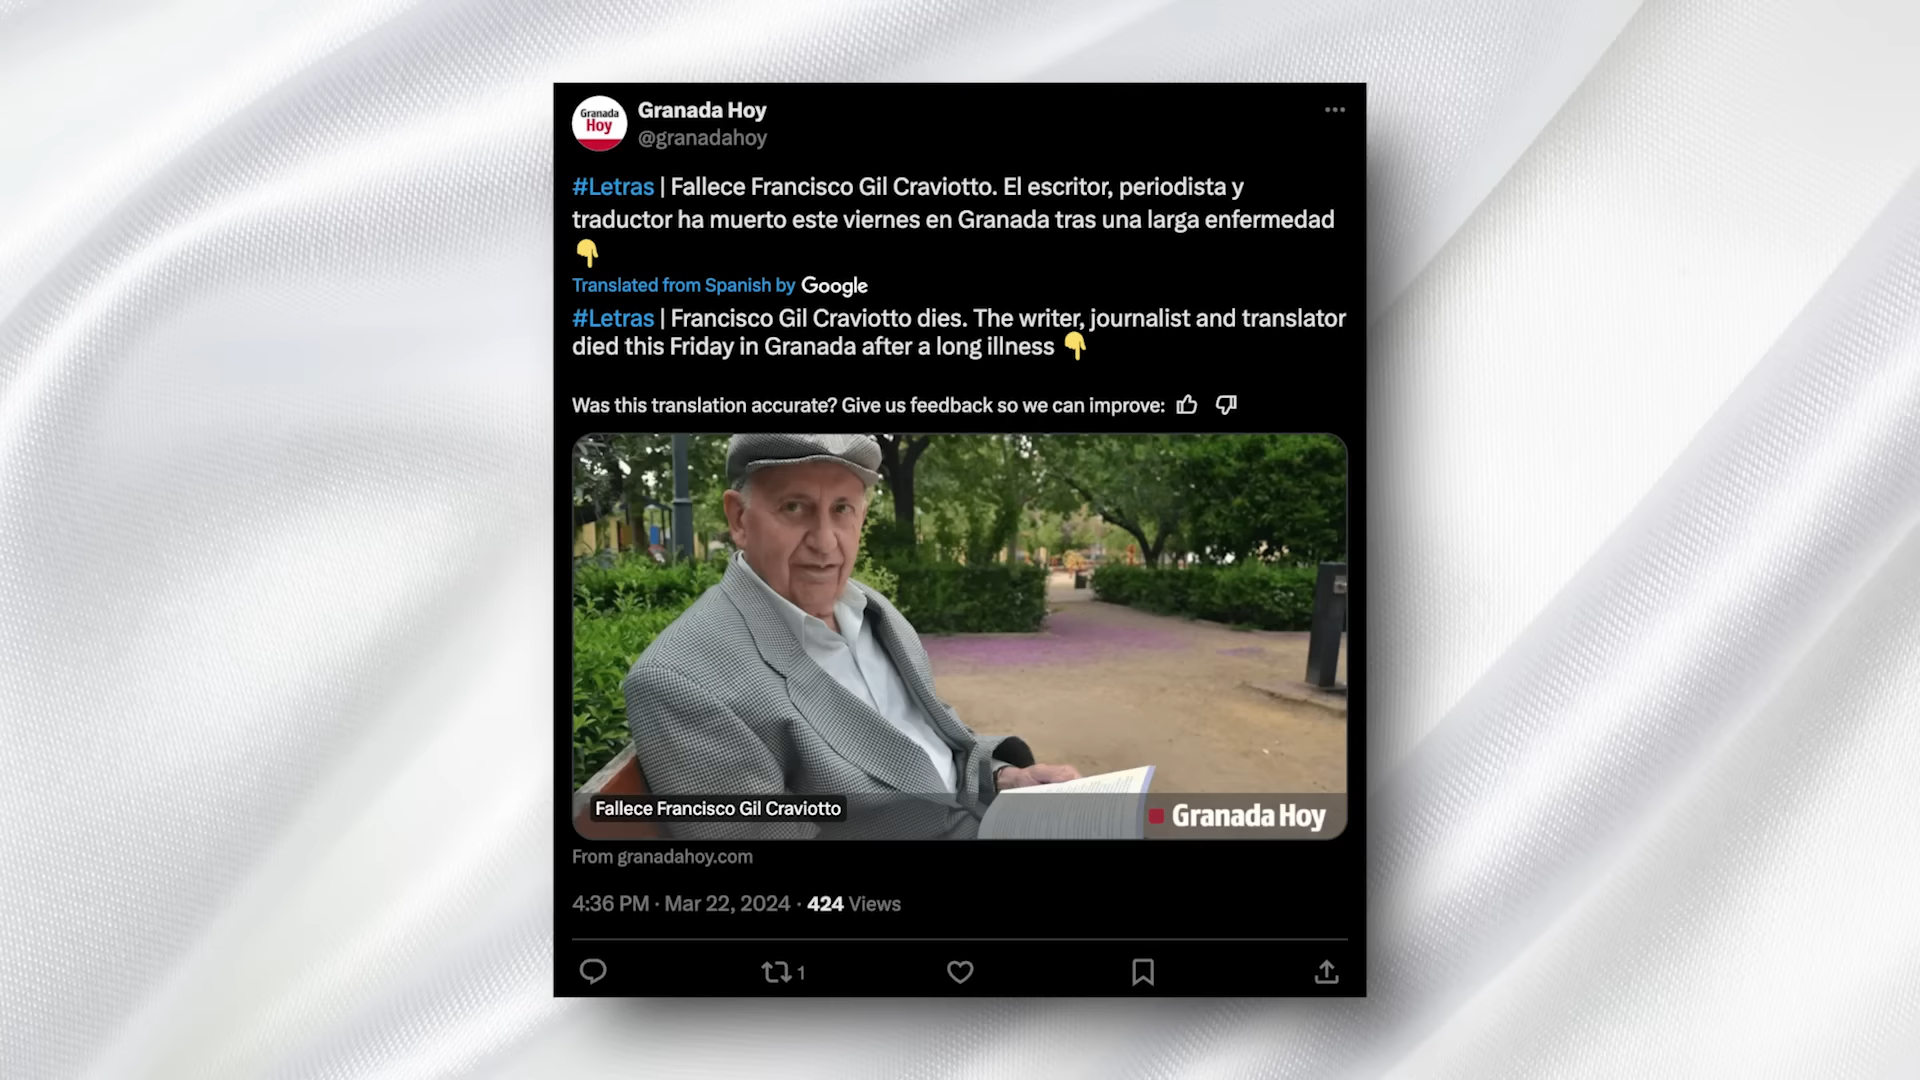 Granada
Hoy
Granada Hoy
@granadahoy
#Letras | Fallece Francisco Gil Craviotto. El escritor, periodista y
traductor ha muerto este viernes en Granada tras una larga enfermedad
👇
Translated from Spanish by Google
#Letras | Francisco Gil Craviotto dies. The writer, journalist and translator
died this Friday in Granada after a long illness 👇
Was this translation accurate? Give us feedback so we can improve:
Fallece Francisco Gil Craviotto
Granada Hoy
From granadahoy.com
4:36 PM · Mar 22, 2024 · 424 Views
1